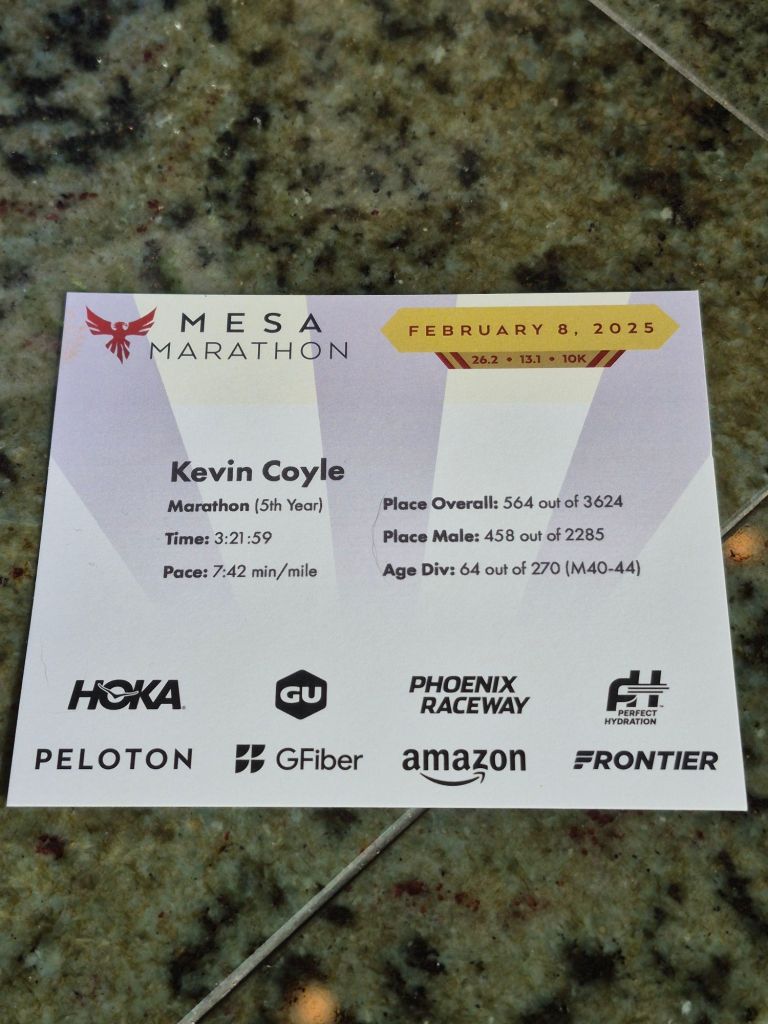 MESA
MARATHON
FEBRUARY 8, 2025
26.2 • 13.1 • 10K
Kevin Coyle
Marathon (5th Year)
Time: 3:21:59
Pace: 7:42 min/mile
Place Overall: 564 out of 3624
Place Male: 458 out of 2285
Age Div: 64 out of 270 (M40-44)
HOKA
GU
PHOENIX
RACEWAY
PH
PERFECT
HYDRATION
PELOTON
GFiber
amazon
FRONTIER